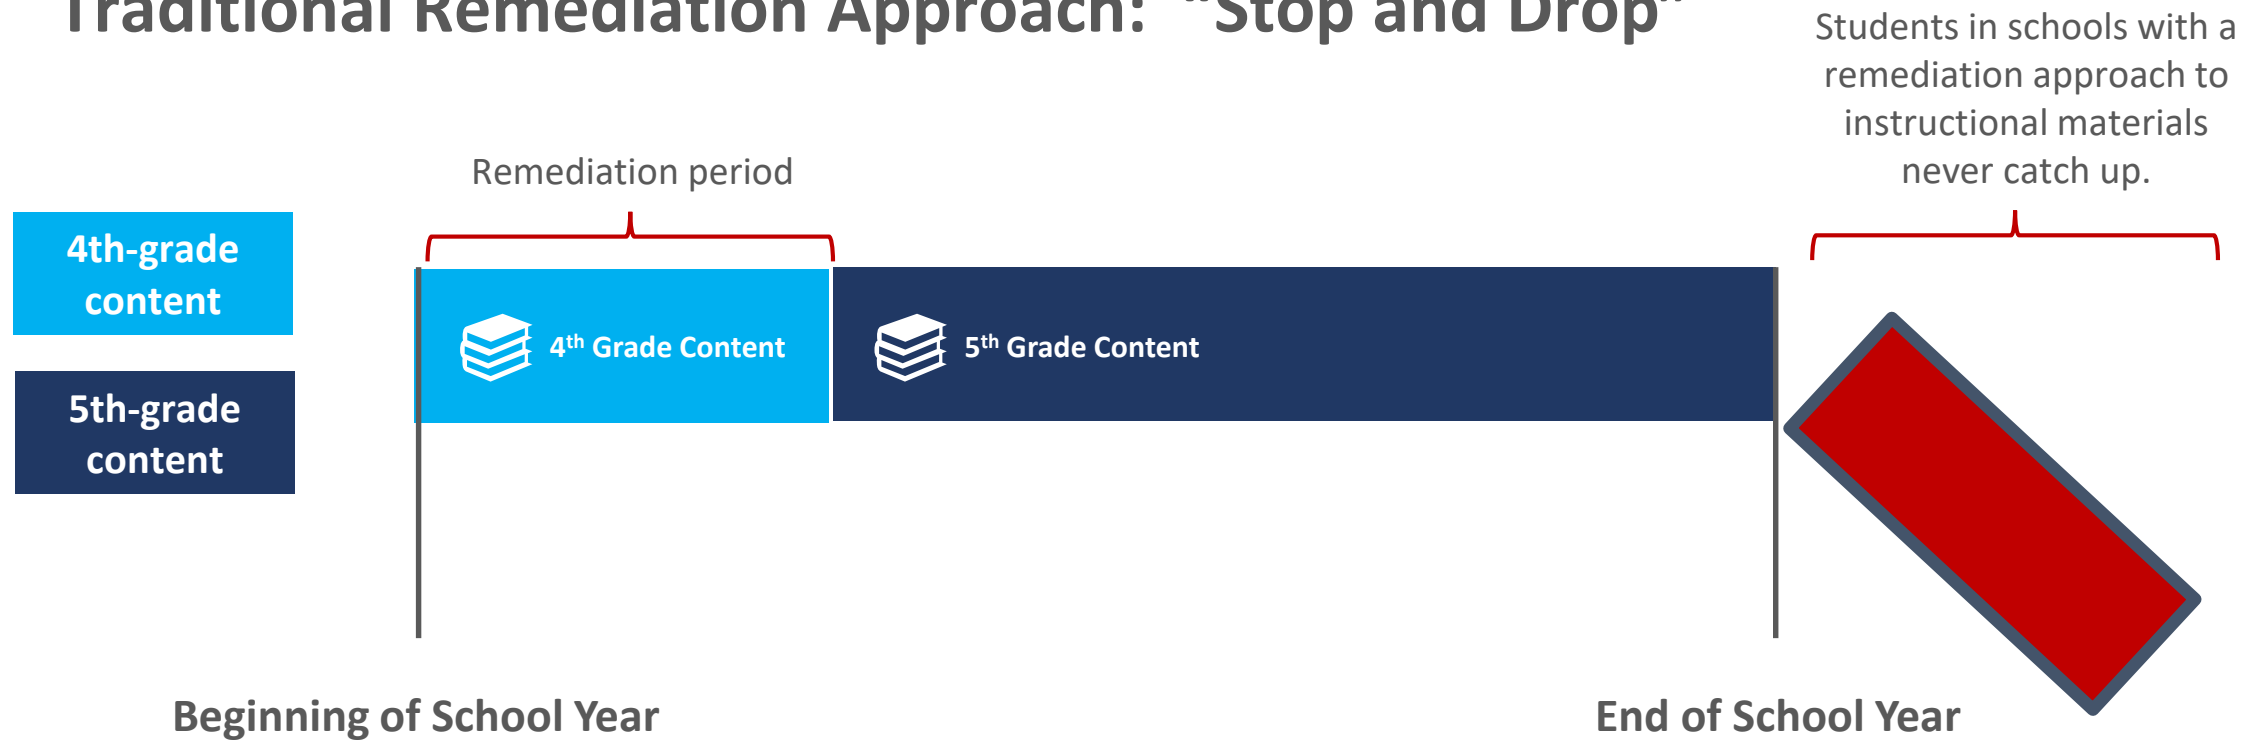 Traditional Remediation Approach: "Stop and Drop"
Students in schools with a
remediation approach to
instructional materials
never catch up.
Remediation period
4th-grade
content
4th Grade Content
5th Grade Content
5th-grade
content
Beginning of School Year
End of School Year